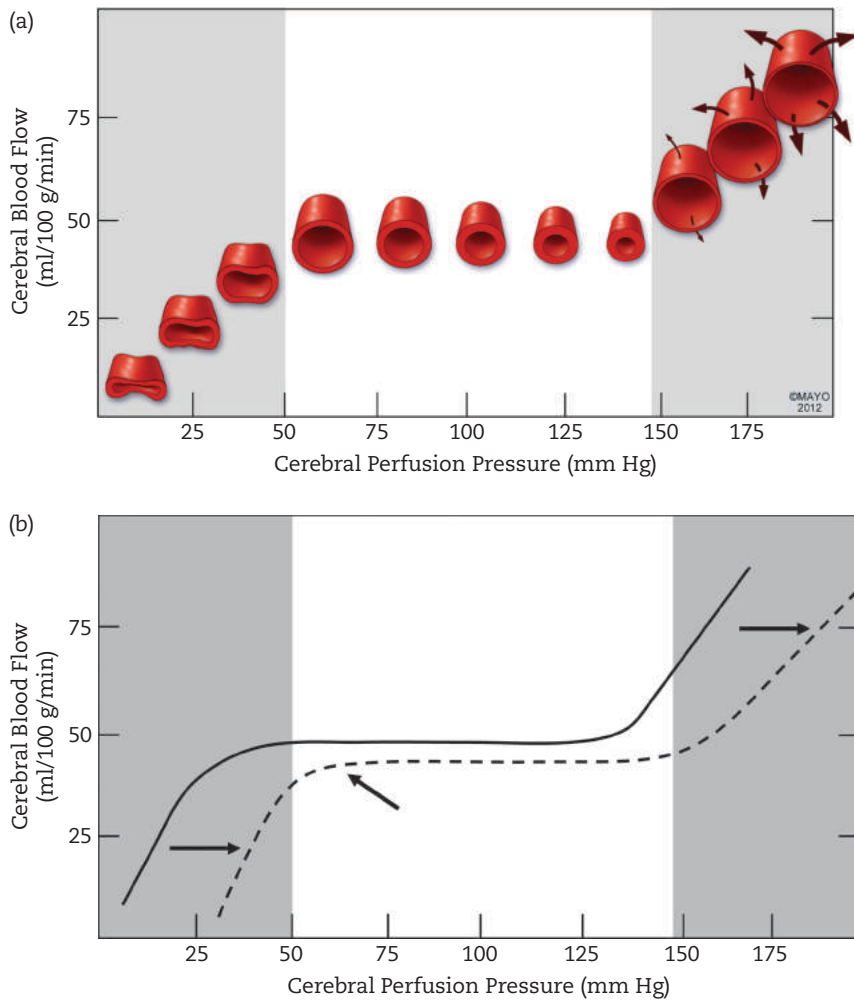 (a)
Cerebral Blood Flow
(ml/100 g/min)
75
50
25
©MAYO
2012
25 50 75 100 125 150 175
Cerebral Perfusion Pressure (mm Hg)
(b)
Cerebral Blood Flow
(ml/100 g/min)
75
50
25
25 50 75 100 125 150 175
Cerebral Perfusion Pressure (mm Hg)